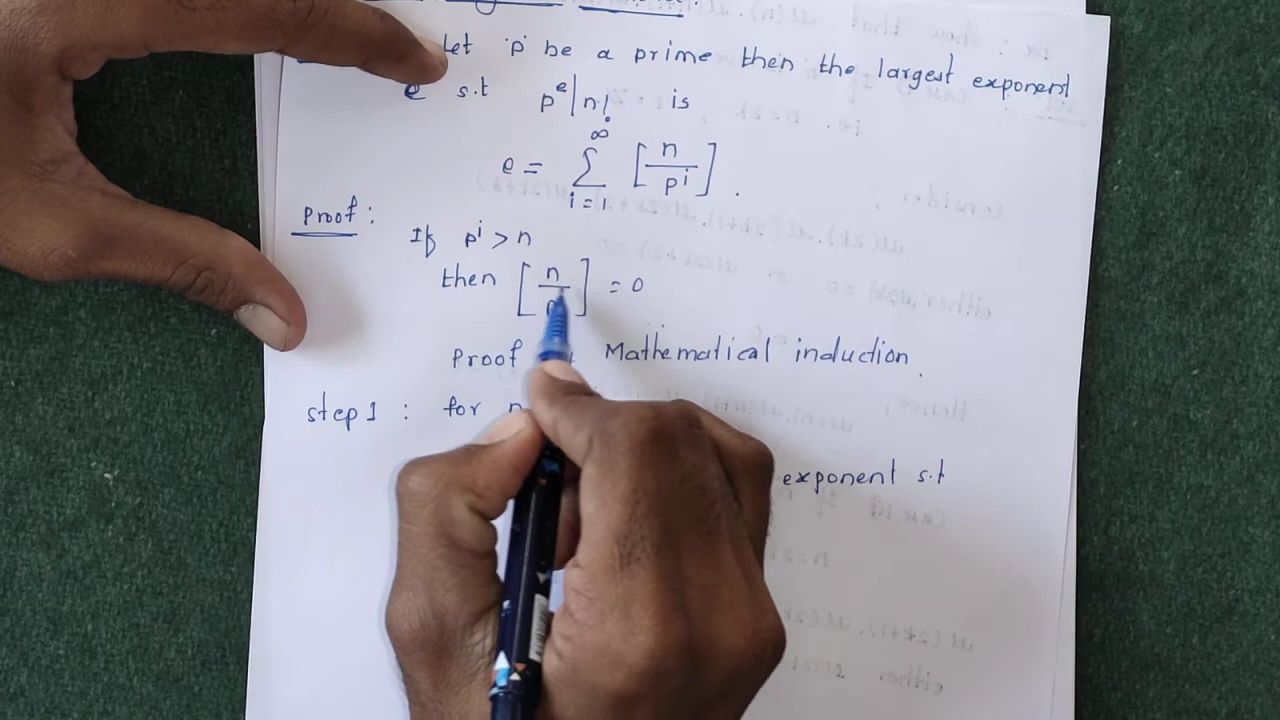 Let 'p' be a prime then the largest exponent
e s.t p^e | n! is
e = ∞ Σ i=1 [n / p^i] .
Proof :
If p^i > n
then [n / ] = 0
Proof Mathematical induction .
step 1 : for n
exponent s.t